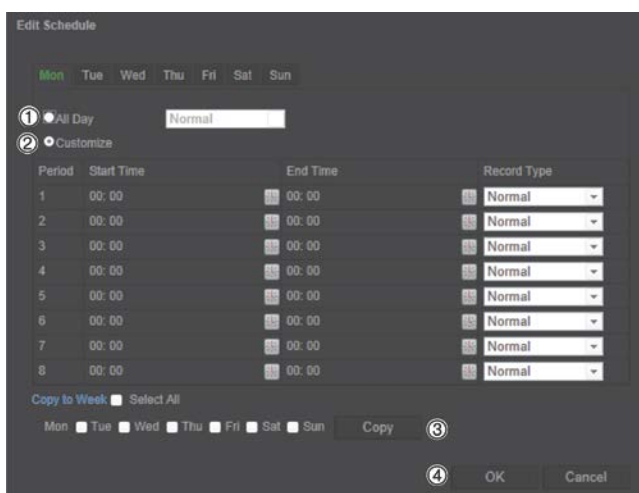 Edit Schedule
Mon Tue Wed Thu Fri Sat Sun
① All Day Normal
② Customize
Period Start Time End Time Record Type
1 00: 00 00: 00 Normal
2 00: 00 00: 00 Normal
3 00: 00 00: 00 Normal
4 00: 00 00: 00 Normal
5 00: 00 00: 00 Normal
6 00: 00 00: 00 Normal
7 00: 00 00: 00 Normal
8 00: 00 00: 00 Normal
Copy to Week Select All
Mon Tue Wed Thu Fri Sat Sun Copy ③
④ OK Cancel